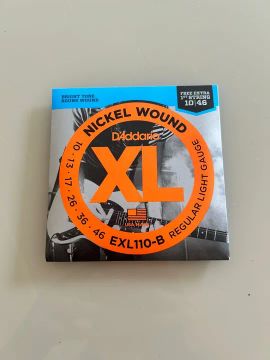 BRIGHT TONE
ROUND WOUND
FREE EXTRA
1ST STRING
10|46
NICKEL WOUND
D'Addario
XL
10·13·17·26·36·46
REGULAR LIGHT GAUGE
EXL110-B